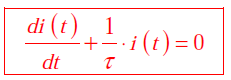 di(t)/dt + 1/τ · i(t) = 0